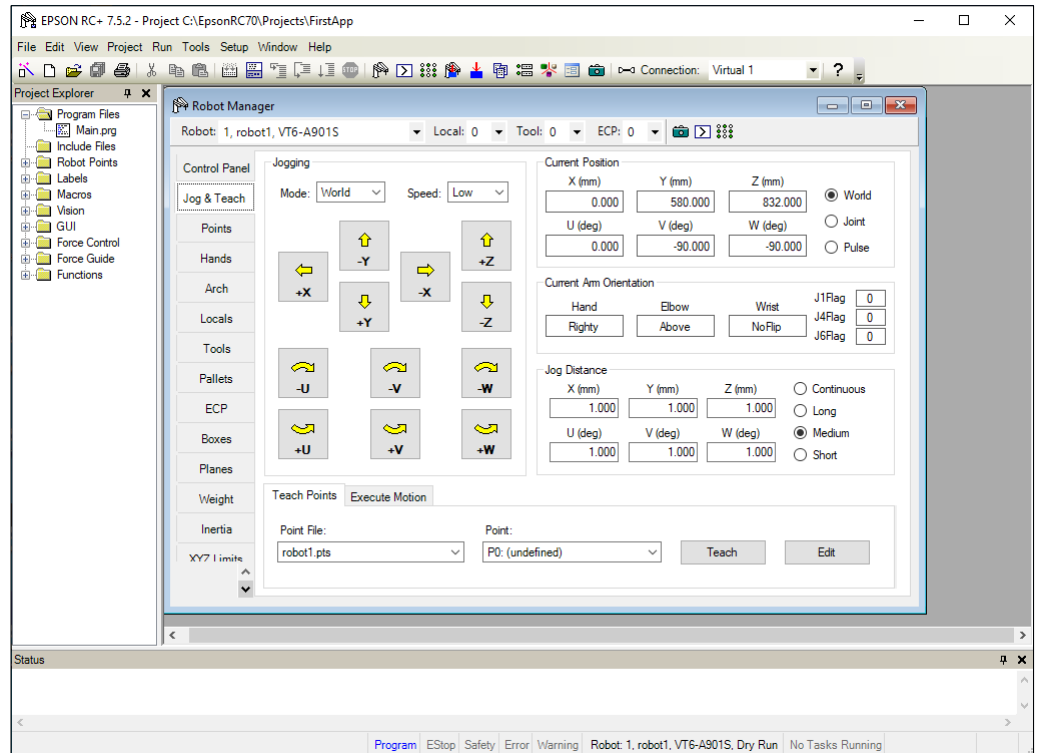 EPSON RC+ 7.5.2 - Project C:\EpsonRC70\Projects\FirstApp
File Edit View Project Run Tools Setup Window Help
Connection: Virtual 1
Project Explorer
Program Files
Main.prg
Include Files
Robot Points
Labels
Macros
Vision
GUI
Force Control
Force Guide
Functions
Robot Manager
Robot: 1, robot1, VT6-A901S Local: 0 Tool: 0 ECP: 0
Control Panel
Jog & Teach
Points
Hands
Arch
Locals
Tools
Pallets
ECP
Boxes
Planes
Weight
Inertia
XYZ Limits
Jogging
Mode: World Speed: Low
-Y +Z
+X -X
+Y -Z
-U -V -W
+U +V +W
Current Position
X (mm) Y (mm) Z (mm)
0.000 580.000 832.000
U (deg) V (deg) W (deg)
0.000 -90.000 -90.000
World
Joint
Pulse
Current Arm Orientation
Hand Elbow Wrist
Righty Above NoFlip
J1Flag 0
J4Flag 0
J6Flag 0
Jog Distance
X (mm) Y (mm) Z (mm)
1.000 1.000 1.000
U (deg) V (deg) W (deg)
1.000 1.000 1.000
Continuous
Long
Medium
Short
Teach Points Execute Motion
Point File: Point:
robot1.pts P0: (undefined) Teach Edit
Status
Program EStop Safety Error Warning Robot: 1, robot1, VT6-A901S, Dry Run No Tasks Running